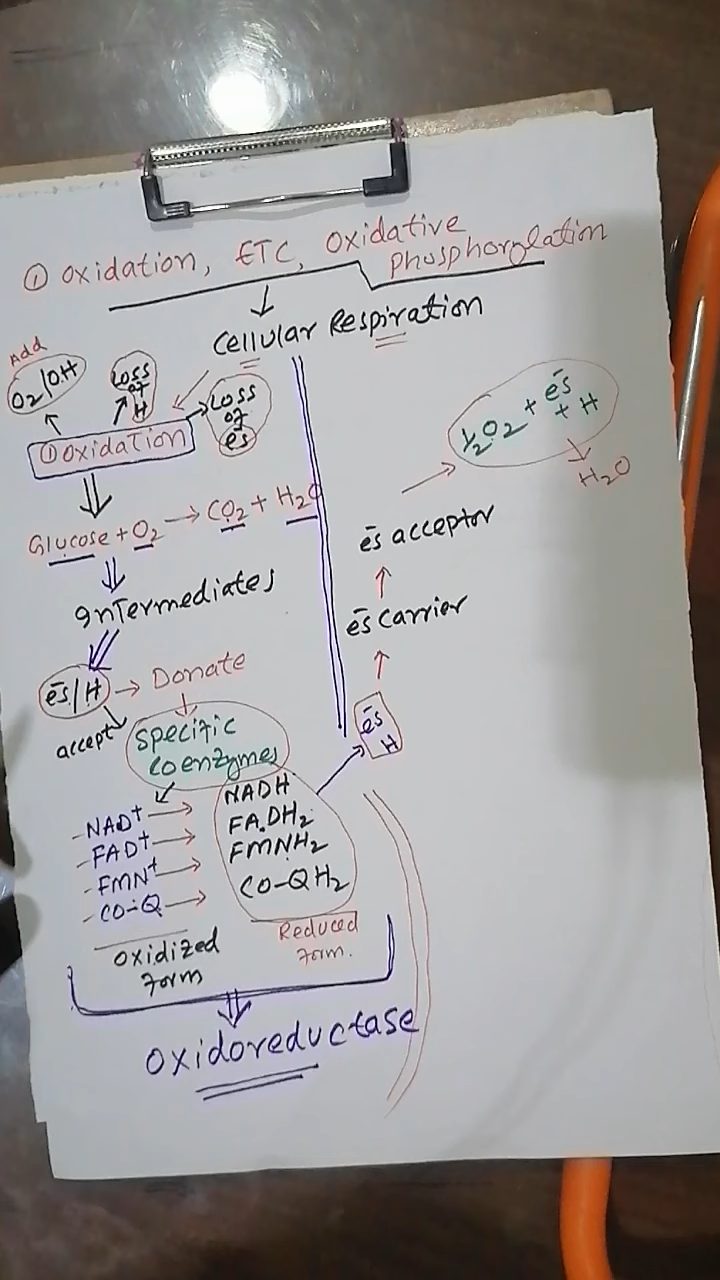 ① Oxidation, ETC, Oxidative
phosphorylation
Cellular Respiration
Add
O2/OH
Loss
of
H
Loss
of
ēs
① Oxidation
Glucose + O2 → CO2 + H2O
Intermediates
ēs/H → Donate
accept
Specific
coenzymes
- NAD+ → NADH
- FAD+ → FADH2
- FMN+ → FMNH2
- CO-Q → CO-QH2
Oxidized
Form
Reduced
Form.
Oxidoreductase
½O2 + ēs
+ H
H2O
ēs acceptor
ēs carrier
ēs
H